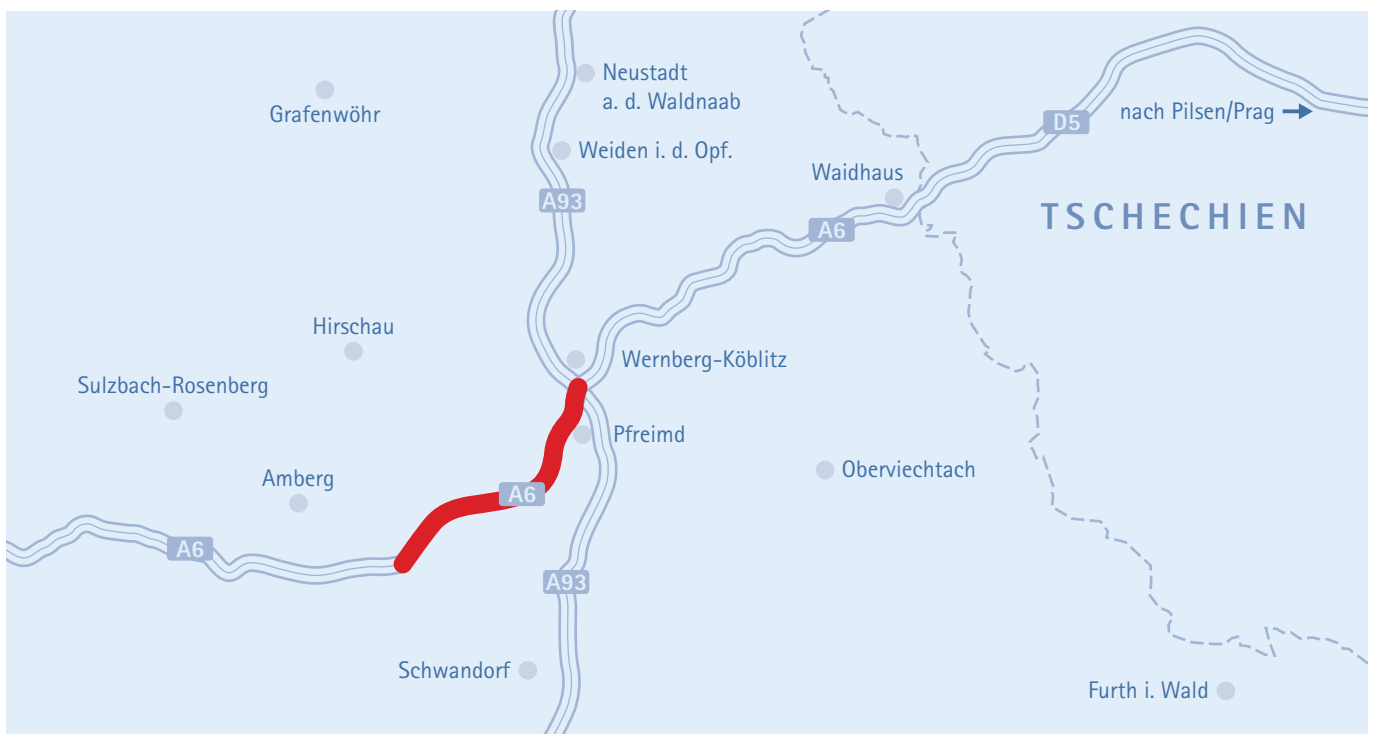 Neustadt
a. d. Waldnaab
Grafenwöhr
nach Pilsen/Prag
D5
Weiden i. d. Opf.
Waidhaus
A93
TSCHECHIEN
A6
Hirschau
Wernberg-Köblitz
Sulzbach-Rosenberg
Pfreimd
Oberviechtach
Amberg
A6
A6
A93
Schwandorf
Furth i. Wald